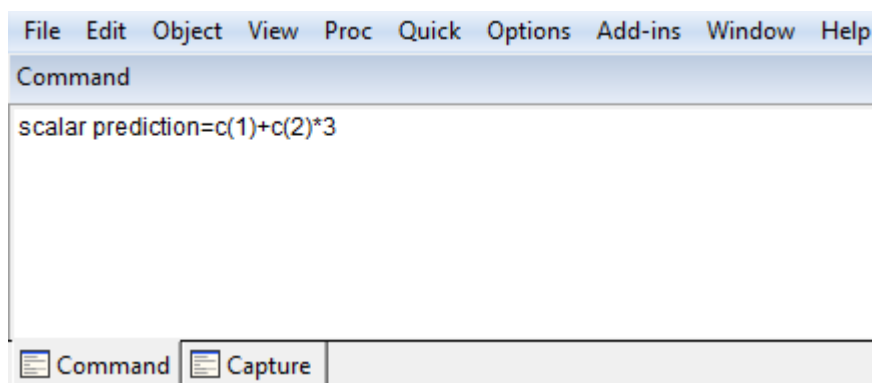 File Edit Object View Proc Quick Options Add-ins Window Help
Command
scalar prediction=c(1)+c(2)*3
Command Capture